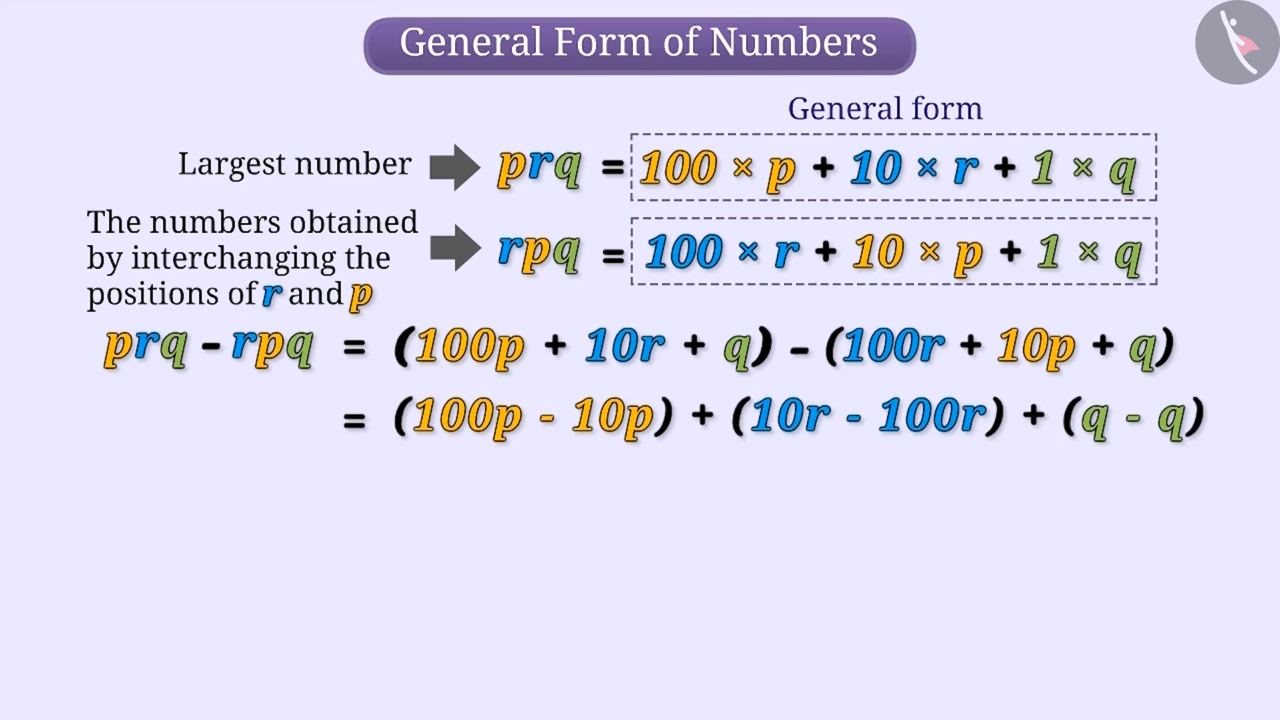 General Form of Numbers
General form
Largest number prq = 100 × p + 10 × r + 1 × q
The numbers obtained
by interchanging the
positions of r and p
rpq = 100 × r + 10 × p + 1 × q
prq - rpq = (100p + 10r + q) - (100r + 10p + q)
= (100p - 10p) + (10r - 100r) + (q - q)